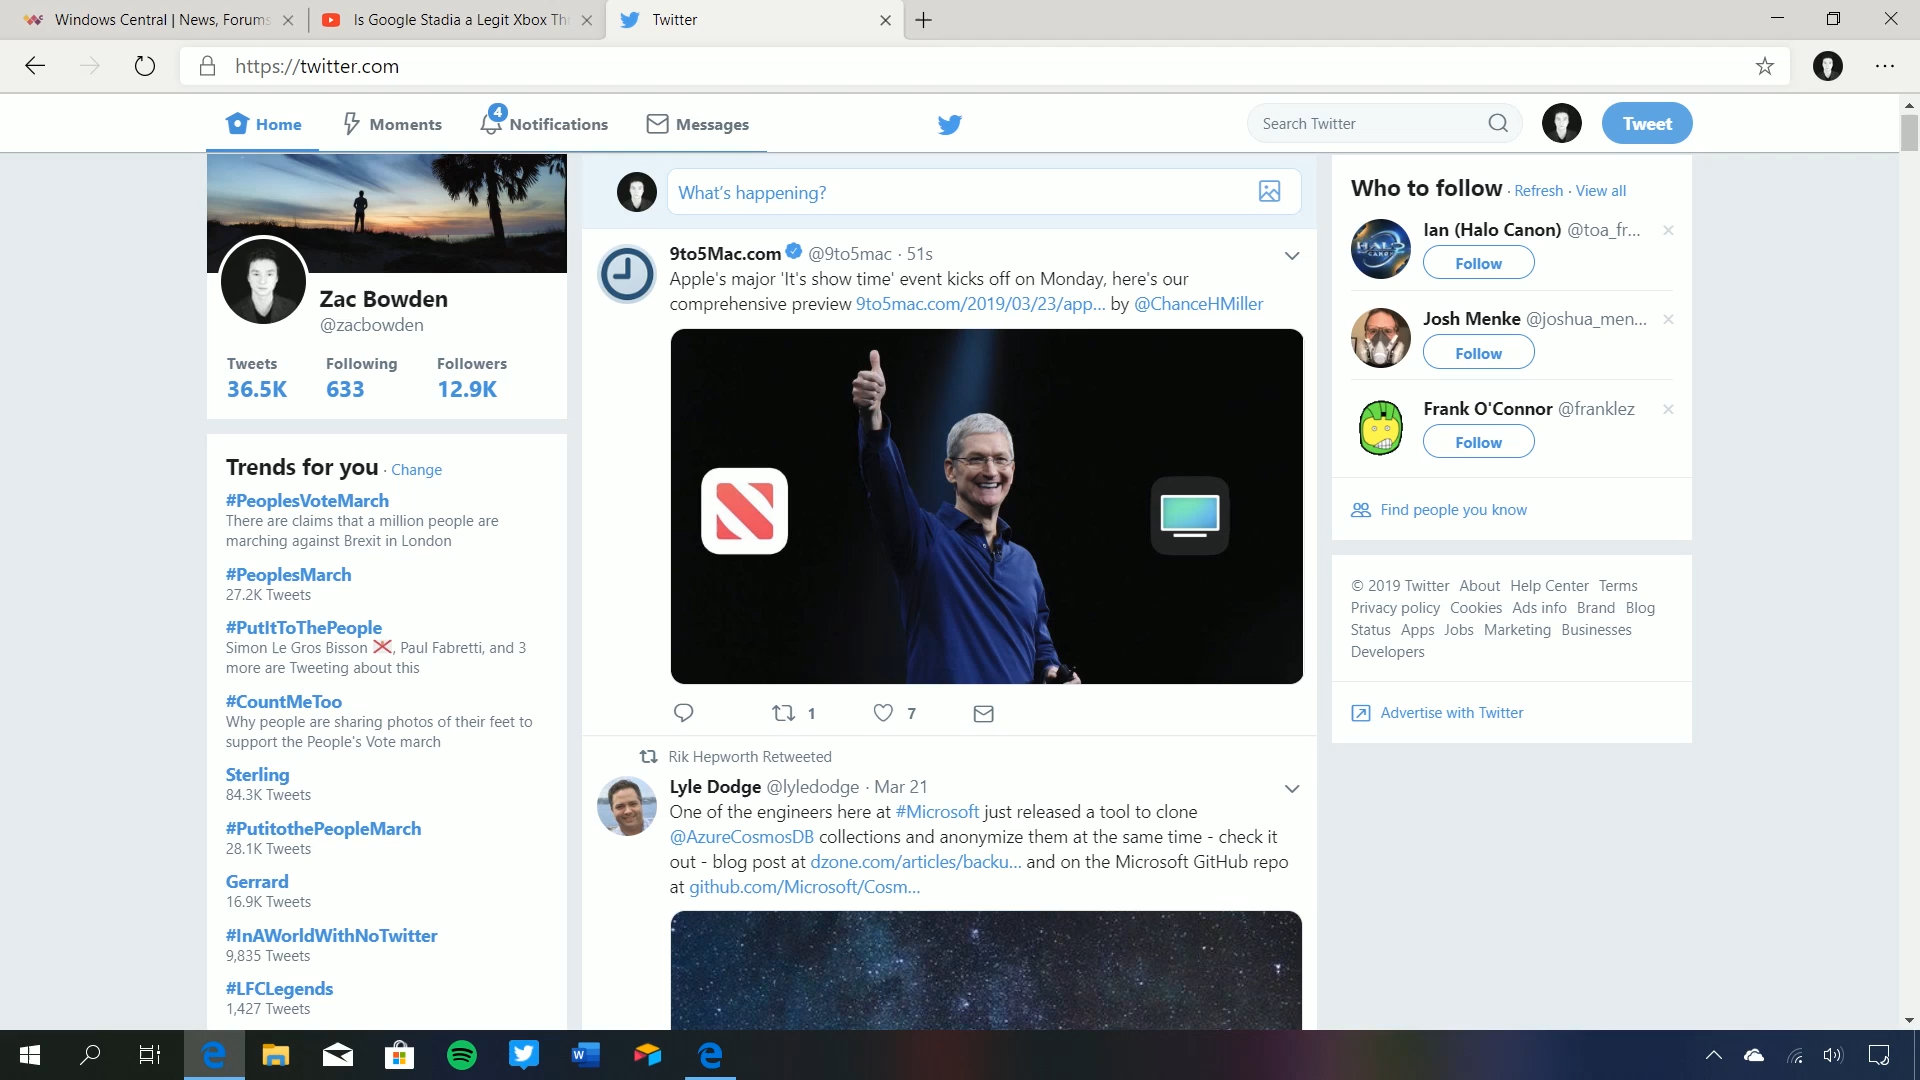 Windows Central | News, Forums
Is Google Stadia a Legit Xbox Thr
Twitter
https://twitter.com
Home
Moments
4
Notifications
Messages
Search Twitter
Tweet
Zac Bowden
@zacbowden
Tweets Following Followers
36.5K 633 12.9K
Trends for you · Change
#PeoplesVoteMarch
There are claims that a million people are
marching against Brexit in London
#PeoplesMarch
27.2K Tweets
#PutItToThePeople
Simon Le Gros Bisson, Paul Fabretti, and 3
more are Tweeting about this
#CountMeToo
Why people are sharing photos of their feet to
support the People's Vote march
Sterling
84.3K Tweets
#PutitothePeopleMarch
28.1K Tweets
Gerrard
16.9K Tweets
#InAWorldWithNoTwitter
9,835 Tweets
#LFCLegends
1,427 Tweets
What's happening?
9to5Mac.com @9to5mac · 51s
Apple's major 'It's show time' event kicks off on Monday, here's our
comprehensive preview 9to5mac.com/2019/03/23/app... by @ChanceHMiller
1 7
Rik Hepworth Retweeted
Lyle Dodge @lyledodge · Mar 21
One of the engineers here at #Microsoft just released a tool to clone
@AzureCosmosDB collections and anonymize them at the same time - check it
out - blog post at dzone.com/articles/backu... and on the Microsoft GitHub repo
at github.com/Microsoft/Cosm...
Who to follow · Refresh · View all
HALO
CANON
Ian (Halo Canon) @toa_fr...
Follow
Josh Menke @joshua_men...
Follow
Frank O'Connor @franklez
Follow
Find people you know
© 2019 Twitter About Help Center Terms
Privacy policy Cookies Ads info Brand Blog
Status Apps Jobs Marketing Businesses
Developers
Advertise with Twitter
W